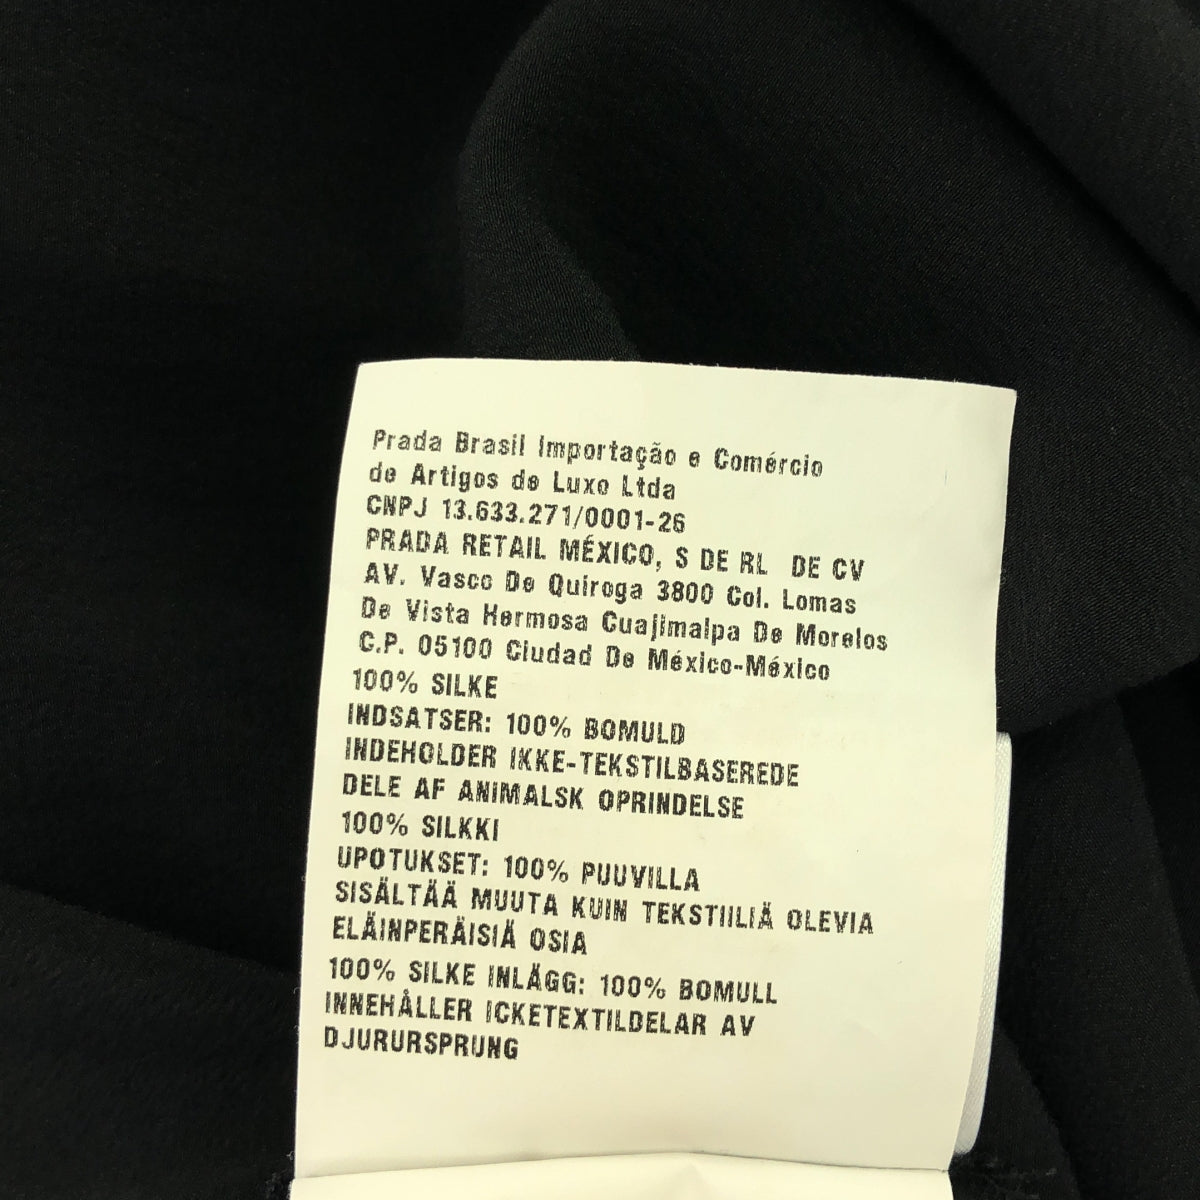 Prada Brasil Importação e Comércio
de Artigos de Luxo Ltda
CNPJ 13.633.271/0001-26
PRADA RETAIL MÉXICO, S DE RL DE CV
AV. Vasco De Quiroga 3800 Col. Lomas
De Vista Hermosa Cuajimalpa De Morelos
C.P. 05100 Ciudad De México-México
100% SILKE
INDSATSER: 100% BOMULD
INDEHOLDER IKKE-TEKSTILBASEREDE
DELE AF ANIMALSK OPRINDELSE
100% SILKKI
UPOTUKSET: 100% PUUVILLA
SISÄLTÄÄ MUUTA KUIN TEKSTIILIÄ OLEVIA
ELÄINPERÄISIÄ OSIA
100% SILKE INLÄGG: 100% BOMULL
INNEHÅLLER ICKETEXTILDELAR AV
DJURURSPRUNG